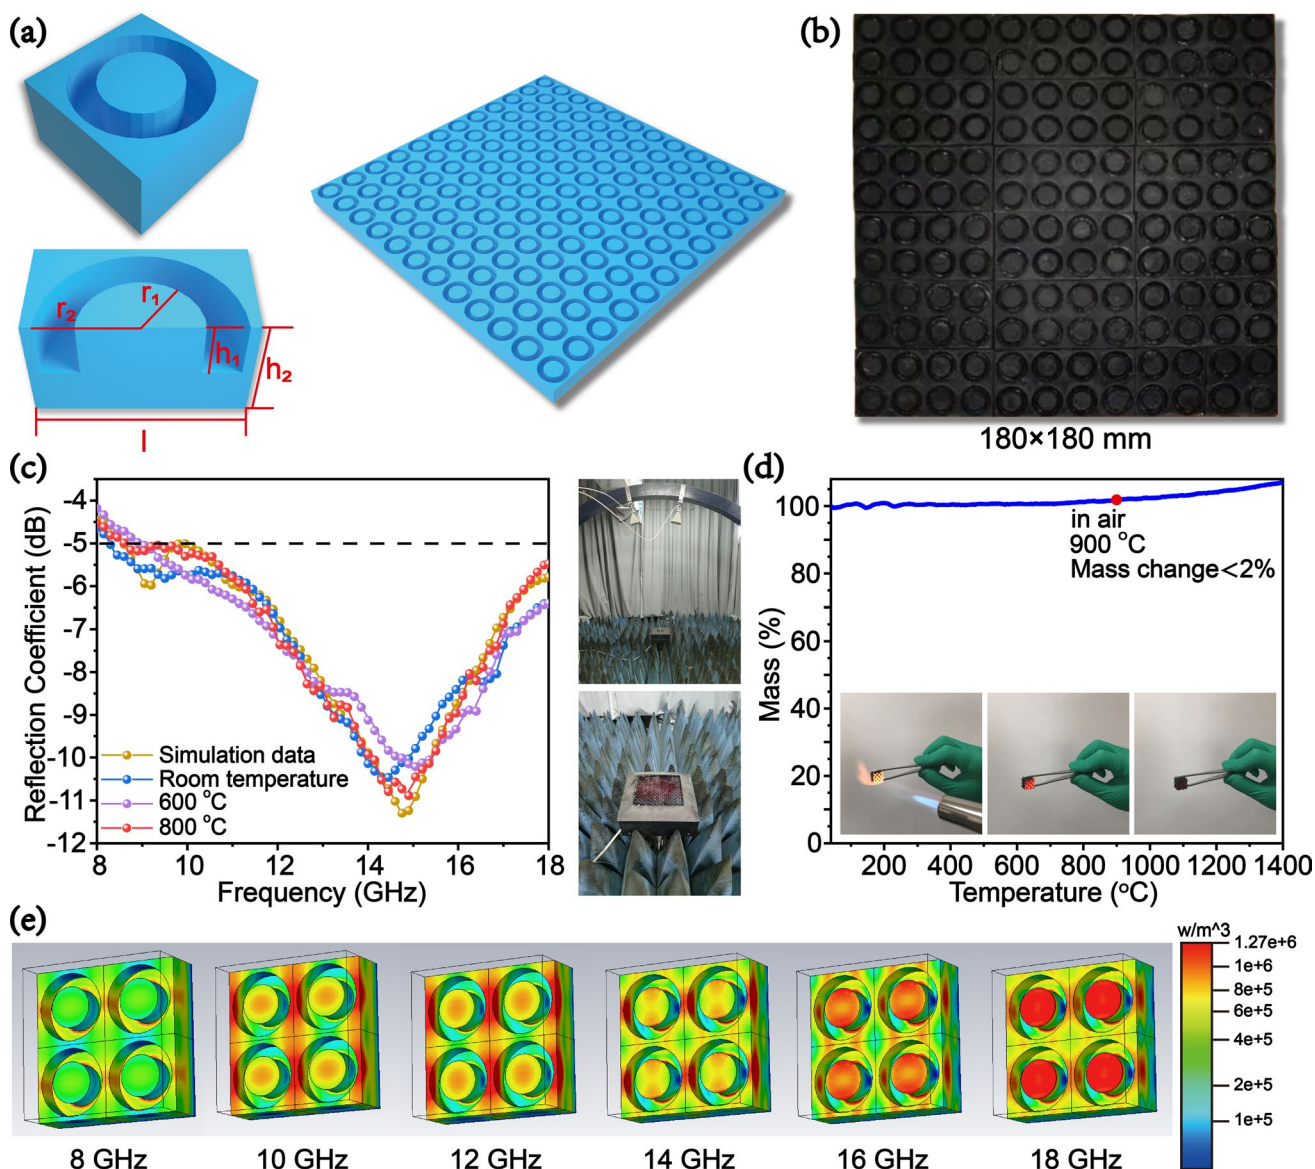 (a)
r₁
r₂
h₁
h₂
l
(b)
180×180 mm
(c)
Reflection Coefficient (dB)
-4
-5
-6
-7
-8
-9
-10
-11
-12
Simulation data
Room temperature
600 °C
800 °C
8 10 12 14 16 18
Frequency (GHz)
(d)
Mass (%)
100
80
60
40
20
0
in air
900 °C
Mass change<2%
200 400 600 800 1000 1200 1400
Temperature (°C)
(e)
w/m^3
1.27e+6
1e+6
8e+5
6e+5
4e+5
2e+5
1e+5
8 GHz 10 GHz 12 GHz 14 GHz 16 GHz 18 GHz